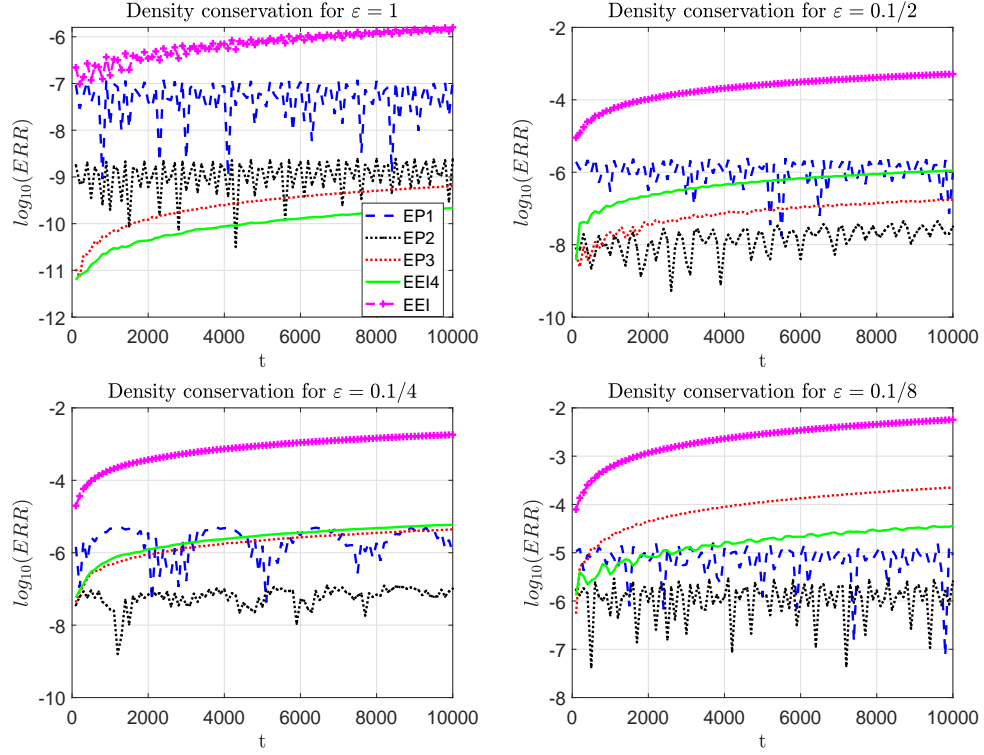 Density conservation for ε = 1
-6
-7
-8
-9
-10
-11
-12
log10(ERR)
0 2000 4000 6000 8000 10000
t
EP1
EP2
EP3
EEI4
EEI
Density conservation for ε = 0.1/2
-2
-4
-6
-8
-10
log10(ERR)
0 2000 4000 6000 8000 10000
t
Density conservation for ε = 0.1/4
-2
-4
-6
-8
-10
log10(ERR)
0 2000 4000 6000 8000 10000
t
Density conservation for ε = 0.1/8
-2
-3
-4
-5
-6
-7
-8
log10(ERR)
0 2000 4000 6000 8000 10000
t